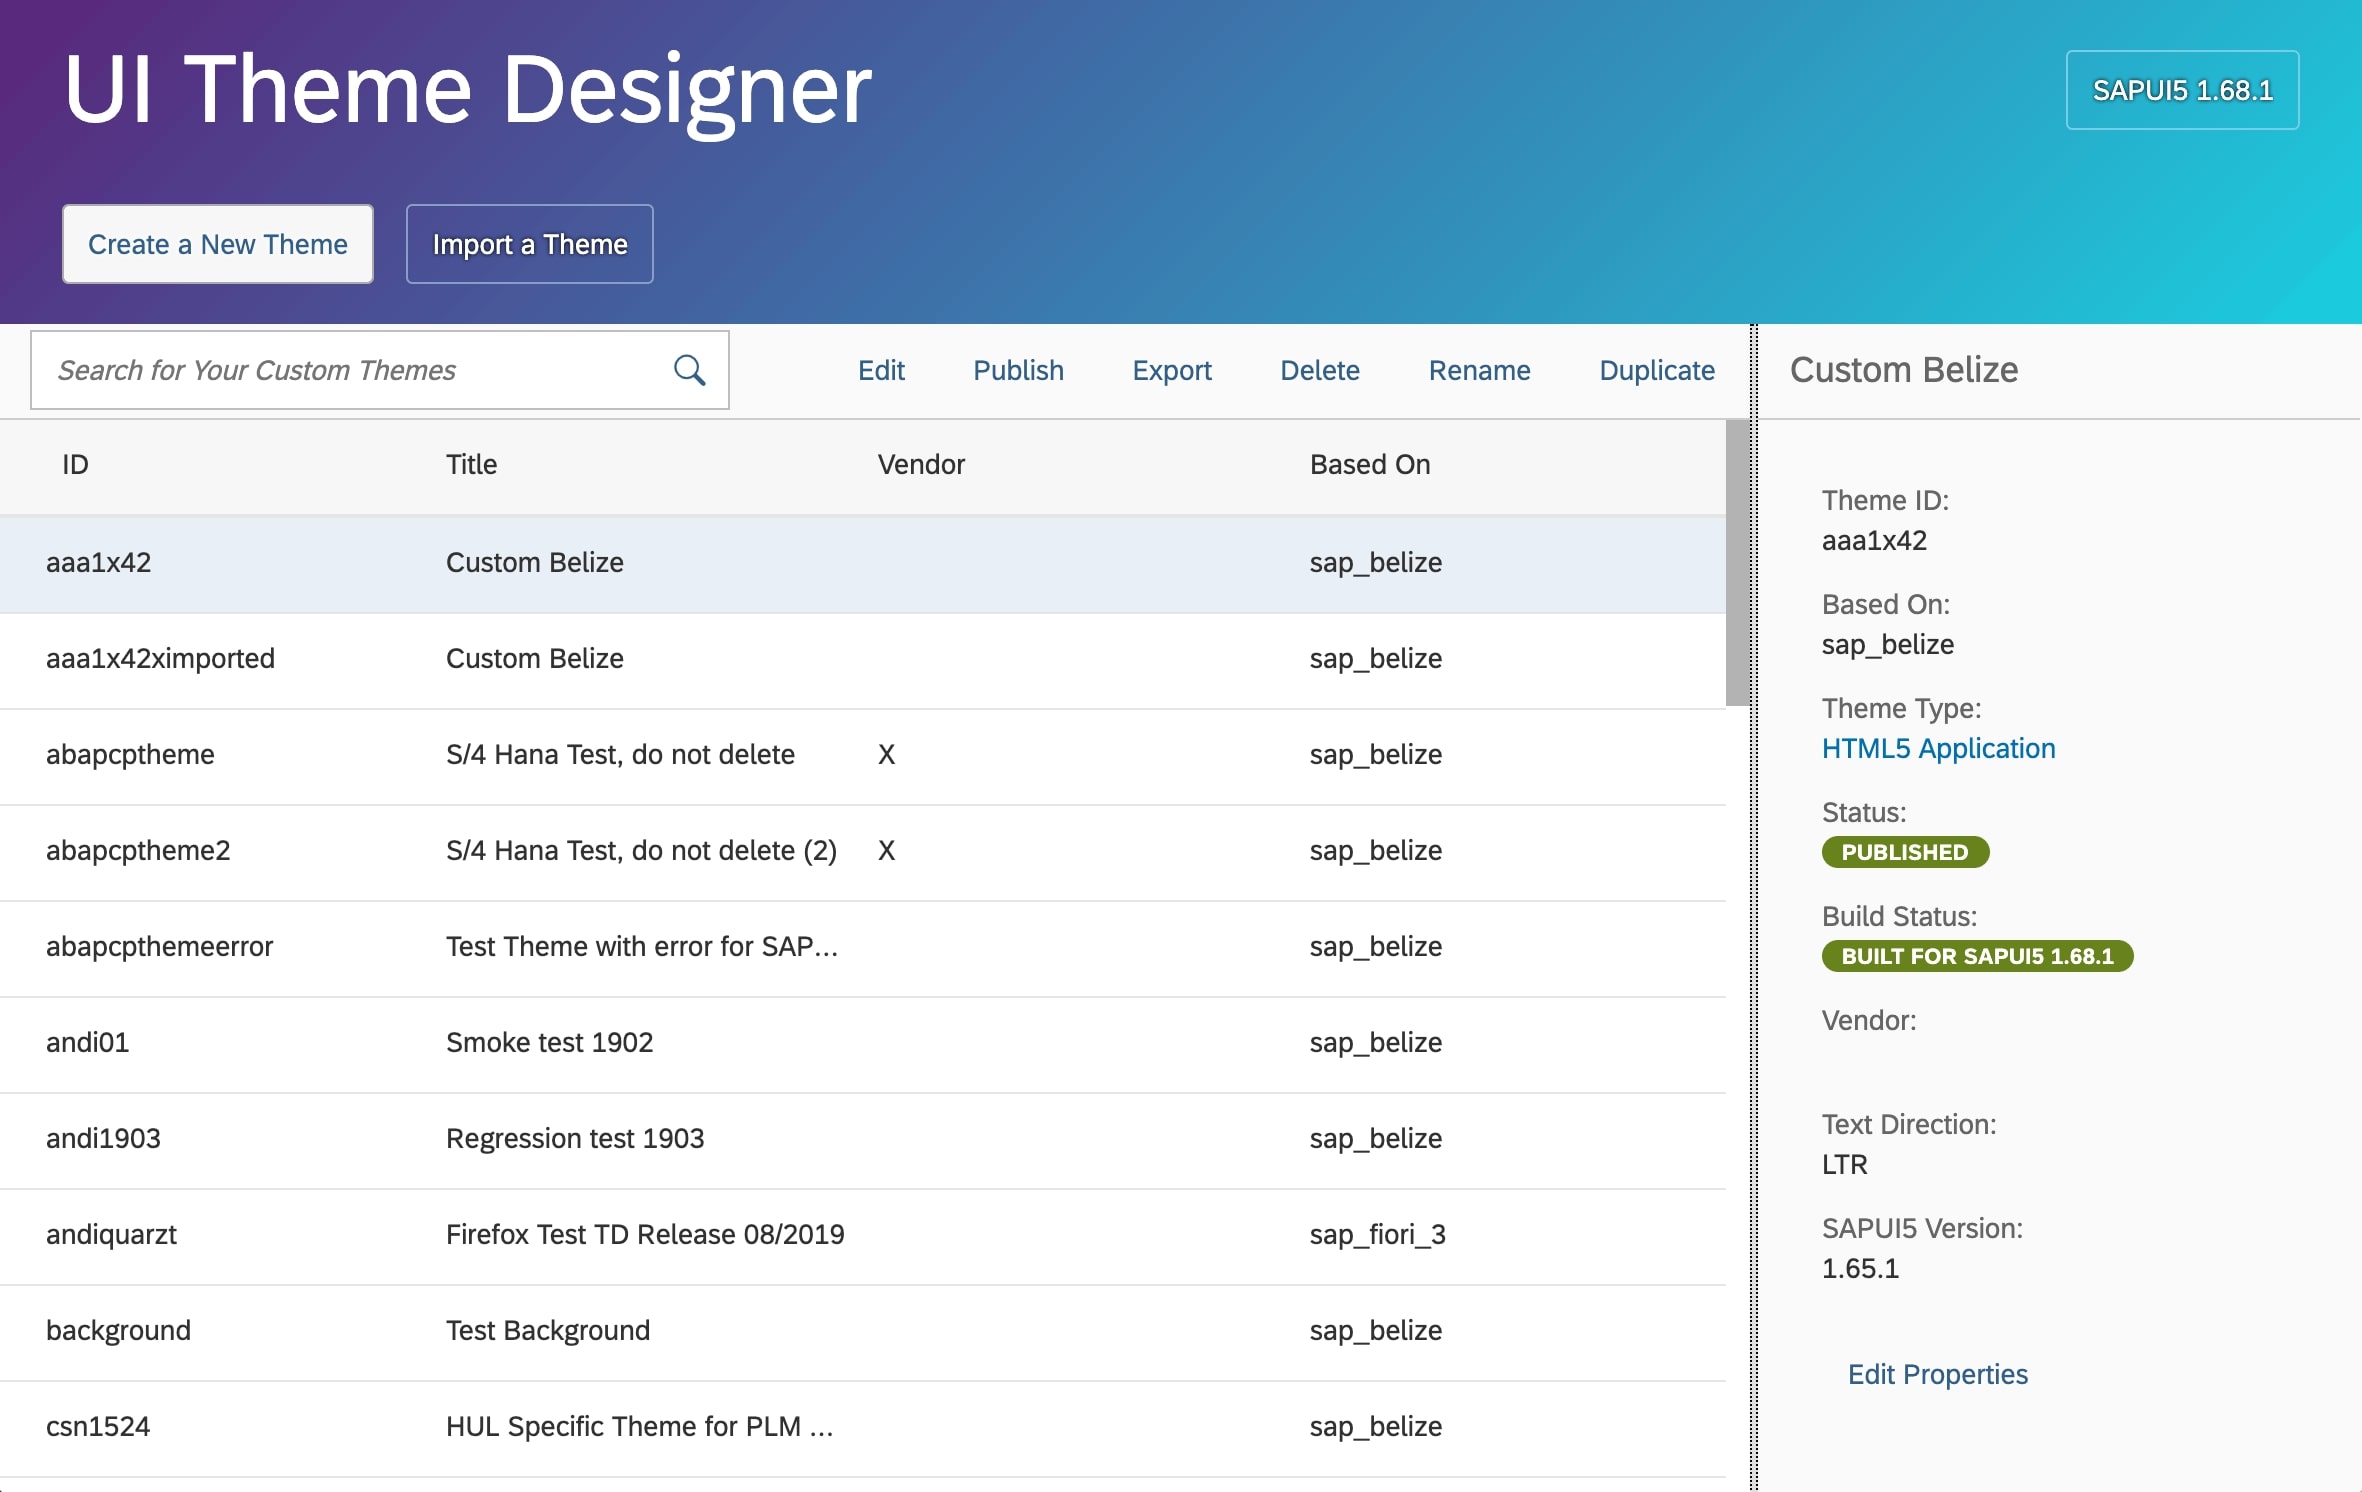 UI Theme Designer
SAPUI5 1.68.1
Create a New Theme
Import a Theme
Search for Your Custom Themes
Edit Publish Export Delete Rename Duplicate
ID Title Vendor Based On
aaa1x42 Custom Belize sap_belize
aaa1x42ximported Custom Belize sap_belize
abapcptheme S/4 Hana Test, do not delete X sap_belize
abapcptheme2 S/4 Hana Test, do not delete (2) X sap_belize
abapcpthemeerror Test Theme with error for SAP... sap_belize
andi01 Smoke test 1902 sap_belize
andi1903 Regression test 1903 sap_belize
andiquarzt Firefox Test TD Release 08/2019 sap_fiori_3
background Test Background sap_belize
csn1524 HUL Specific Theme for PLM ... sap_belize
Custom Belize
Theme ID:
aaa1x42
Based On:
sap_belize
Theme Type:
HTML5 Application
Status:
PUBLISHED
Build Status:
BUILT FOR SAPUI5 1.68.1
Vendor:
Text Direction:
LTR
SAPUI5 Version:
1.65.1
Edit Properties